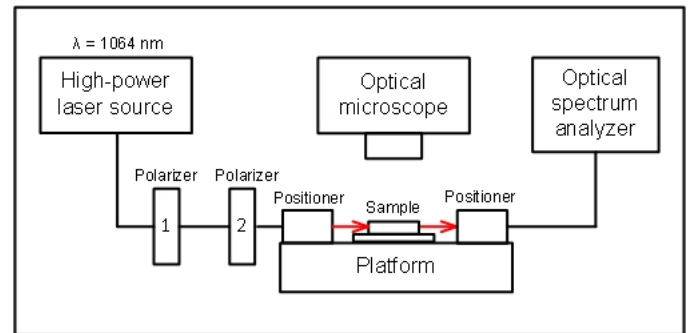 λ = 1064 nm
High-power
laser source
Optical
microscope
Optical
spectrum
analyzer
Polarizer
Polarizer
Positioner
Sample
Positioner
1
2
Platform